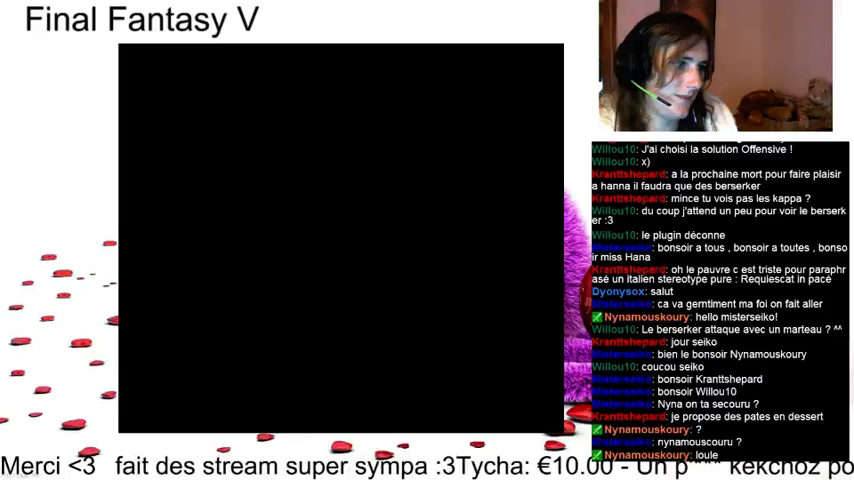 Final Fantasy V
Willou10: J'ai choisi la solution Offensive !
Willou10: x)
Kranttshepard: a la prochaine mort pour faire plaisir
a hanna il faudra que des berserker
Kranttshepard: mince tu vois pas les kappa ?
Willou10: du coup j'attend un peu pour voir le berserk
er :3
Willou10: le plugin déconne
Misterseiko: bonsoir a tous , bonsoir a toutes , bonso
ir miss Hana
Kranttshepard: oh le pauvre c est triste pour paraphr
asé un italien stereotype pure : Requiescat in pace
Dyonysox: salut
Misterseiko: ca va gerntiment ma foi on fait aller
Nynamouskoury: hello misterseiko!
Willou10: Le berserker attaque avec un marteau ? ^^
Kranttshepard: jour seiko
Misterseiko: bien le bonsoir Nynamouskoury
Willou10: coucou seiko
Misterseiko: bonsoir Kranttshepard
Misterseiko: bonsoir Willou10
Misterseiko: Nyna on ta secouru ?
Kranttshepard: je propose des pates en dessert
Nynamouskoury: ?
Misterseiko: nynamouscouru ?
Nynamouskoury: loule
Merci <3 fait des stream super sympa :3Tycha: €10.00 - Un p**** kekchoz po